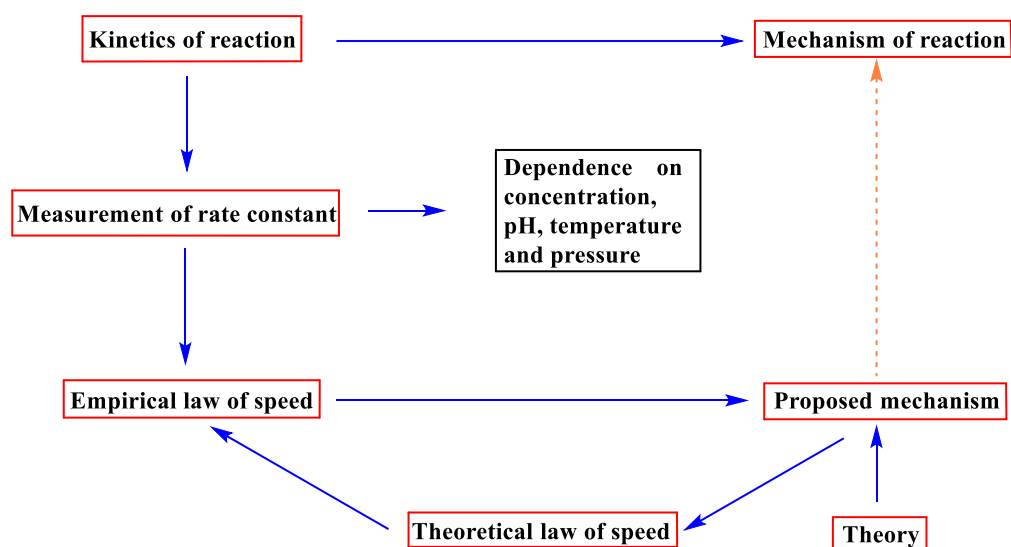 Kinetics of reaction
Mechanism of reaction
Dependence on
concentration,
pH, temperature
and pressure
Measurement of rate constant
Empirical law of speed
Proposed mechanism
Theoretical law of speed
Theory